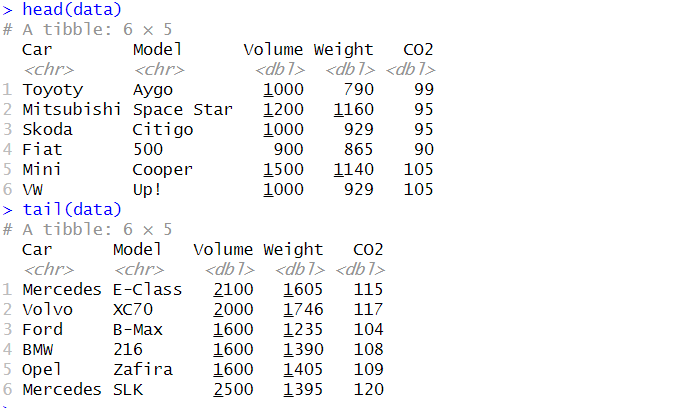 > head(data)
# A tibble: 6 × 5
  Car        Model      Volume Weight   CO2
  <chr>      <chr>       <dbl>  <dbl> <dbl>
1 Toyoty     Aygo         1000    790    99
2 Mitsubishi Space Star   1200   1160    95
3 Skoda      Citigo       1000    929    95
4 Fiat       500           900    865    90
5 Mini       Cooper       1500   1140   105
6 VW         Up!          1000    929   105
> tail(data)
# A tibble: 6 × 5
  Car      Model   Volume Weight   CO2
  <chr>    <chr>    <dbl>  <dbl> <dbl>
1 Mercedes E-Class   2100   1605   115
2 Volvo    XC70      2000   1746   117
3 Ford     B-Max     1600   1235   104
4 BMW      216       1600   1390   108
5 Opel     Zafira    1600   1405   109
6 Mercedes SLK       2500   1395   120
>